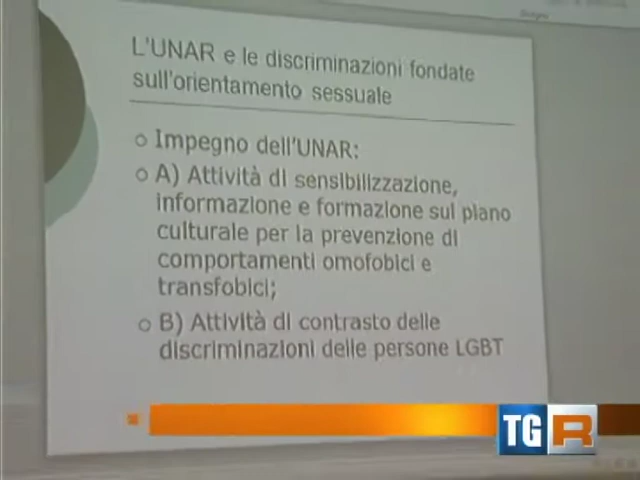 L'UNAR e le discriminazioni fondate
sull'orientamento sessuale
Impegno dell'UNAR:
A) Attività di sensibilizzazione,
informazione e formazione sul piano
culturale per la prevenzione di
comportamenti omofobici e
transfobici;
B) Attività di contrasto delle
discriminazioni delle persone LGBT
TGR